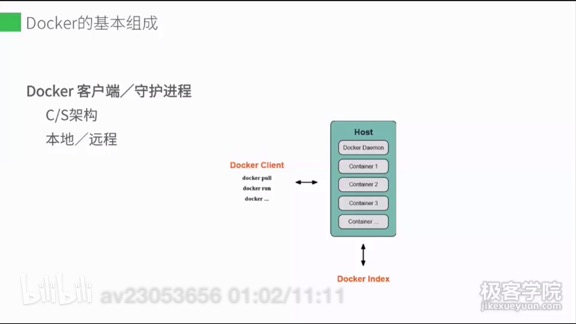 Docker的基本组成
Docker 客户端／守护进程
C/S架构
本地／远程
Host
Docker Daemon
Container 1
Container 2
Container 3
Container ...
Docker Client
docker pull
docker run
docker ...
Docker Index
bilibili av23053656 01:02/11:11
极客学院
jikexueyuan.com